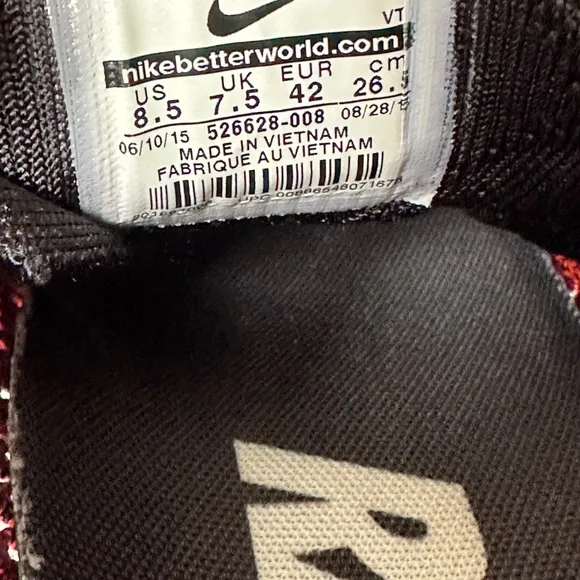 VT
nikebetterworld.com
US UK EUR cm
8.5 7.5 42 26.5
06/10/15 526628-008 08/28/15
MADE IN VIETNAM
FABRIQUE AU VIETNAM
UPC
R